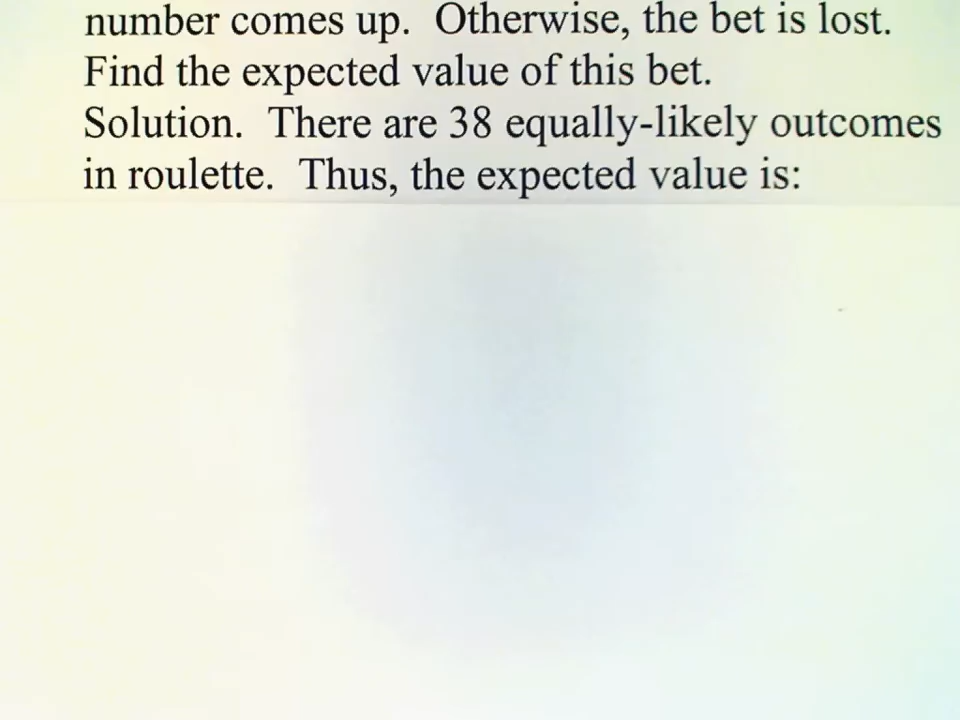 number comes up.  Otherwise, the bet is lost.
Find the expected value of this bet.
Solution.  There are 38 equally-likely outcomes
in roulette.  Thus, the expected value is: